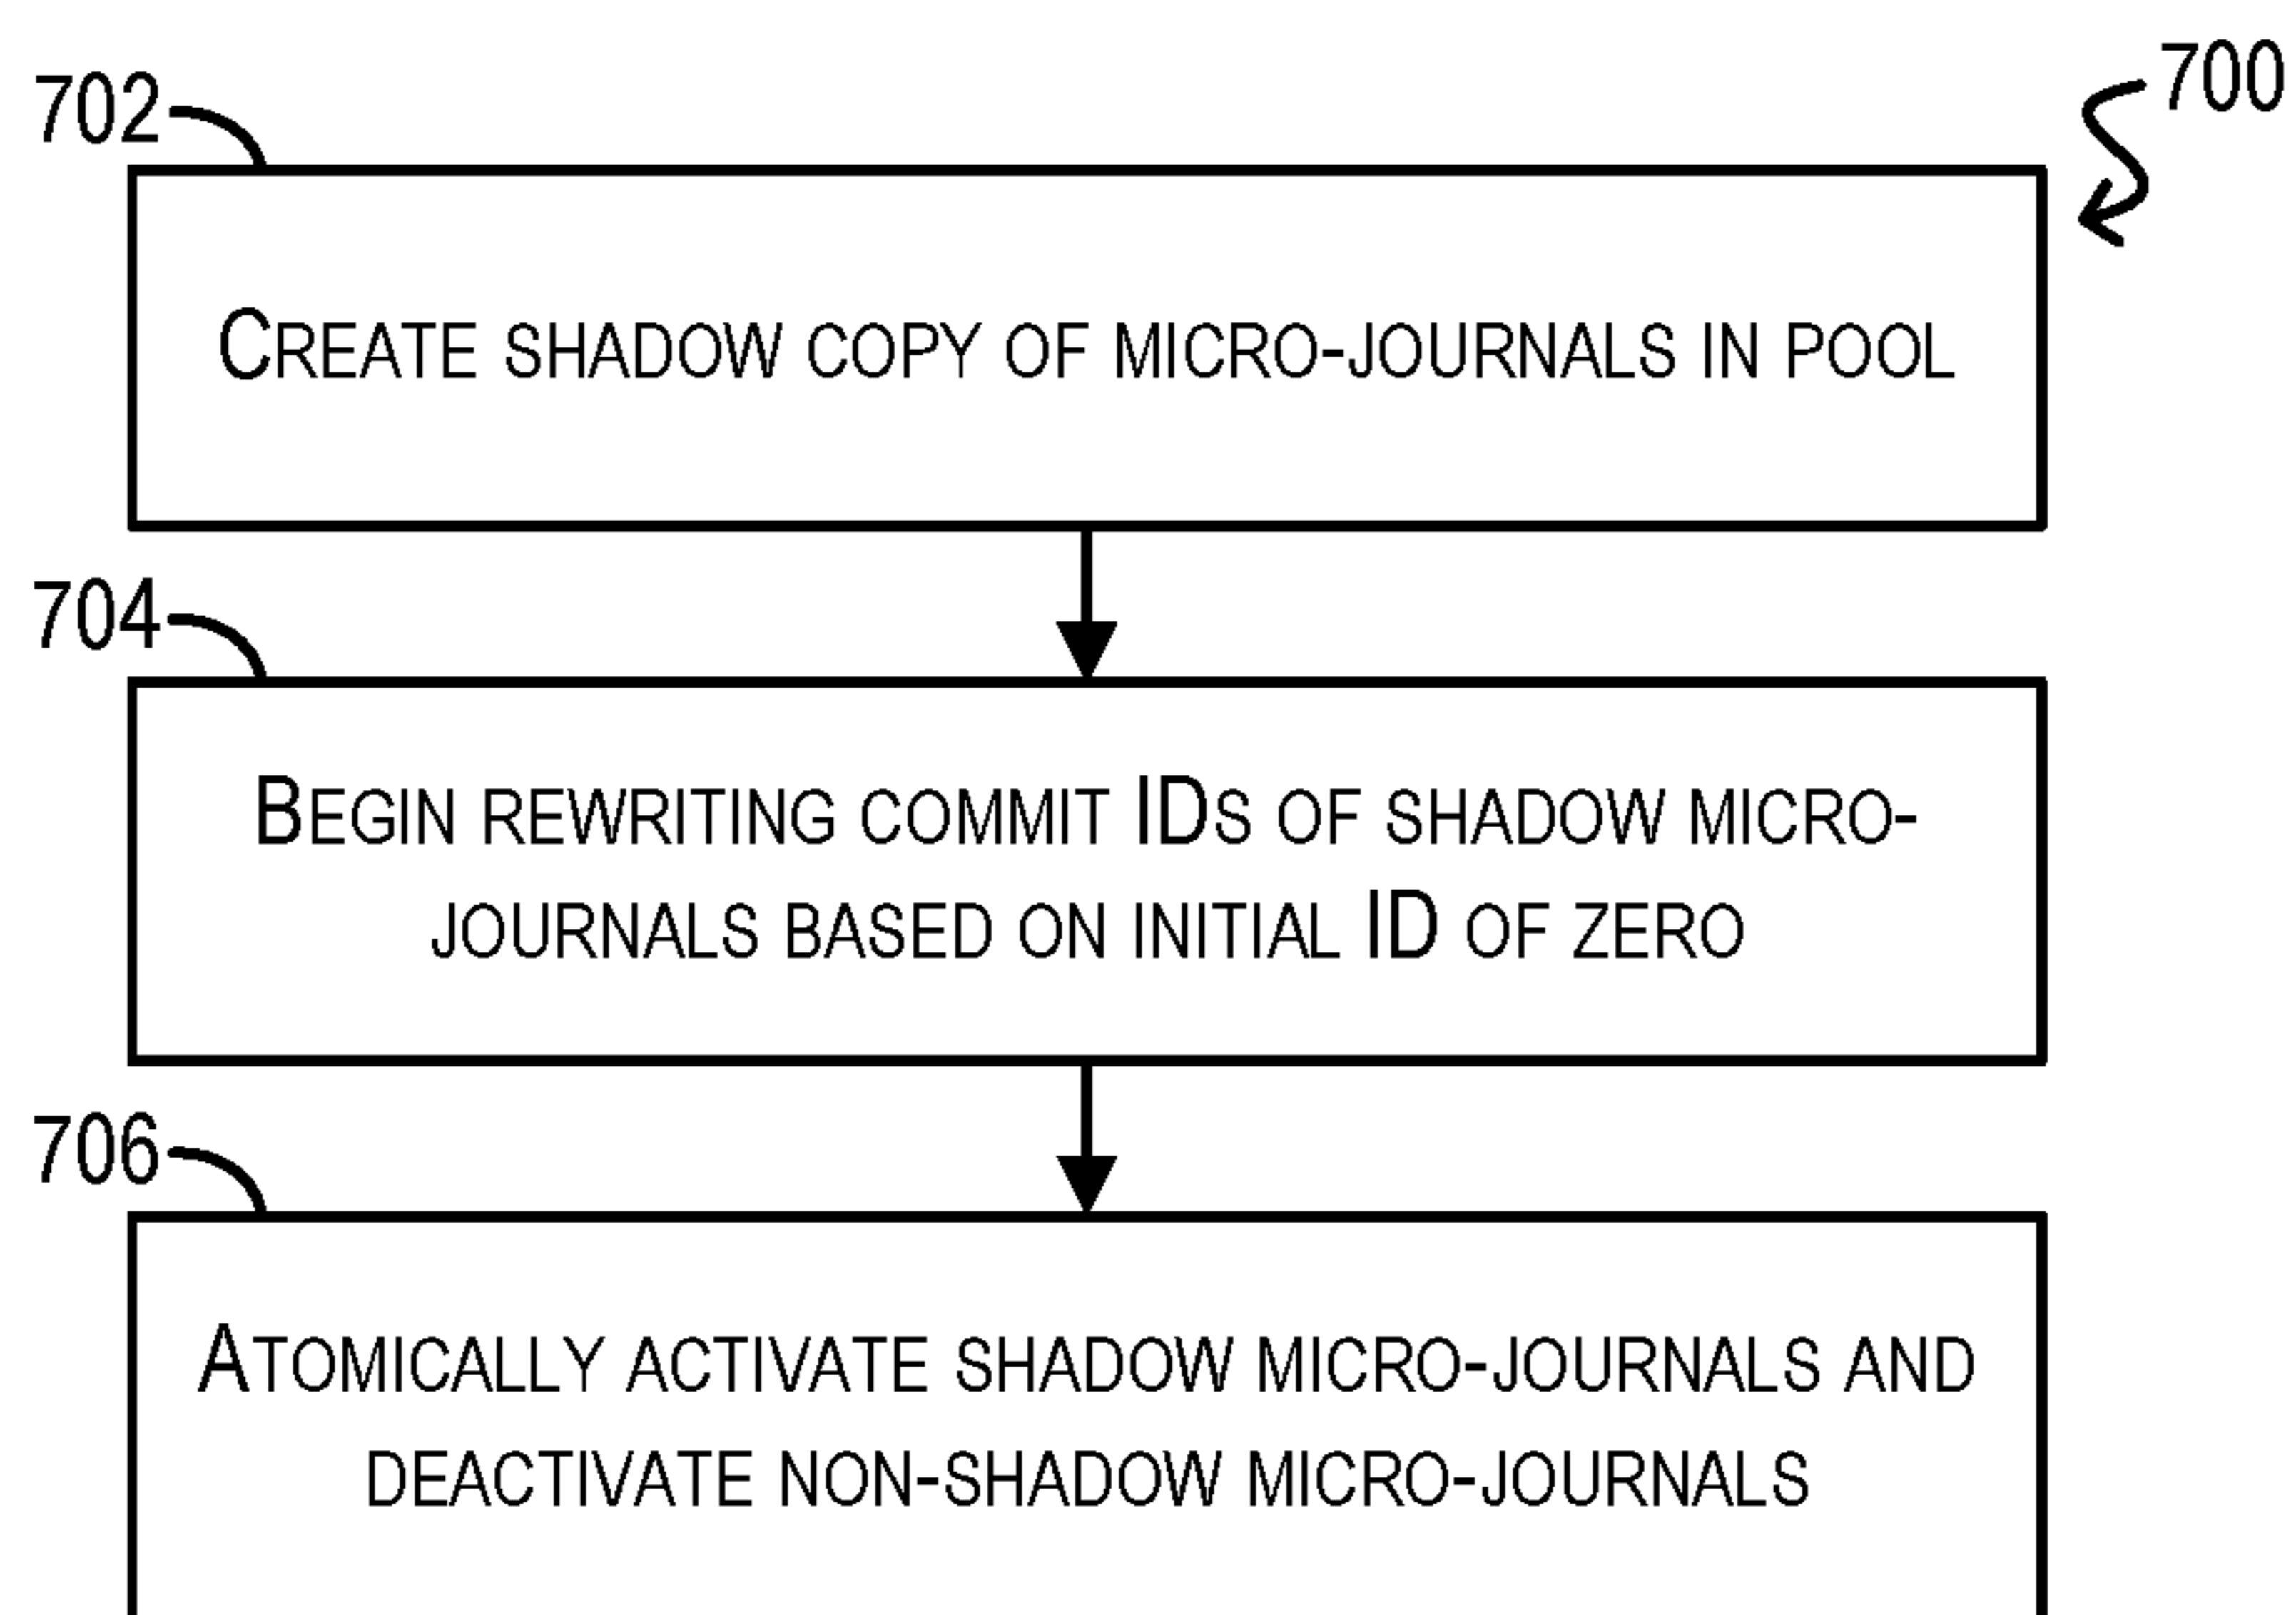 700
702
CREATE SHADOW COPY OF MICRO-JOURNALS IN POOL
704
BEGIN REWRITING COMMIT IDS OF SHADOW MICRO-
JOURNALS BASED ON INITIAL ID OF ZERO
706
ATOMICALLY ACTIVATE SHADOW MICRO-JOURNALS AND
DEACTIVATE NON-SHADOW MICRO-JOURNALS